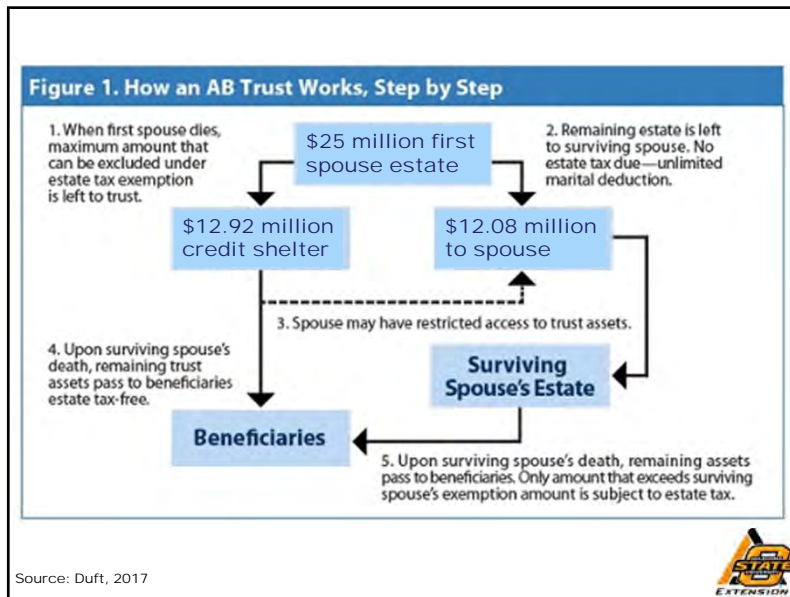 Figure 1. How an AB Trust Works, Step by Step
1. When first spouse dies,
maximum amount that
can be excluded under
estate tax exemption
is left to trust.
$25 million first
spouse estate
2. Remaining estate is left
to surviving spouse. No
estate tax due—unlimited
marital deduction.
$12.92 million
credit shelter
$12.08 million
to spouse
3. Spouse may have restricted access to trust assets.
4. Upon surviving spouse's
death, remaining trust
assets pass to beneficiaries
estate tax-free.
Surviving
Spouse's Estate
Beneficiaries
5. Upon surviving spouse's death, remaining assets
pass to beneficiaries. Only amount that exceeds surviving
spouse's exemption amount is subject to estate tax.
Source: Duft, 2017
STATE
EXTENSION